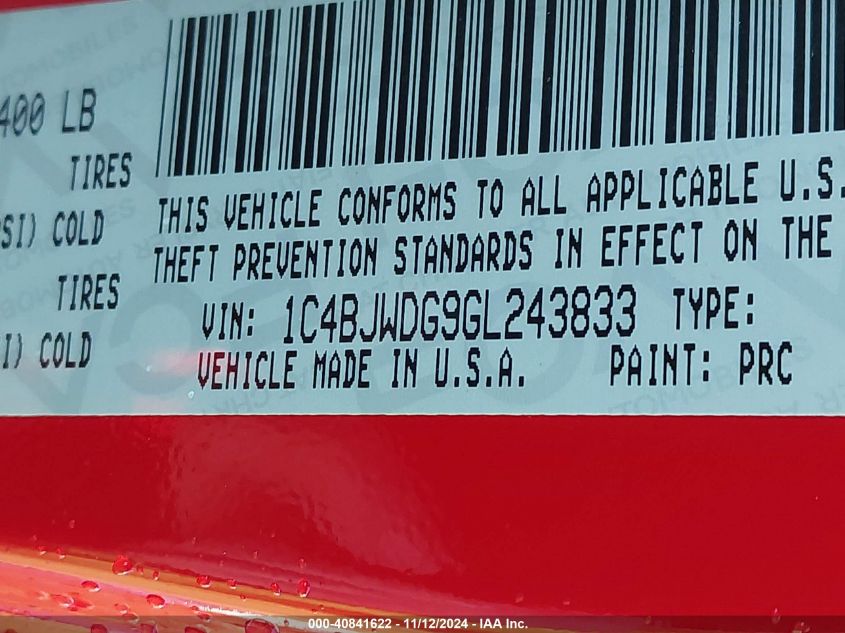 400 LB
TIRES
SI) COLD
TIRES
I) COLD
THIS VEHICLE CONFORMS TO ALL APPLICABLE U.S.
THEFT PREVENTION STANDARDS IN EFFECT ON THE
VIN: 1C4BJWDG9GL243833 TYPE:
VEHICLE MADE IN U.S.A. PAINT: PRC
000-40841622 - 11/12/2024 - IAA Inc.